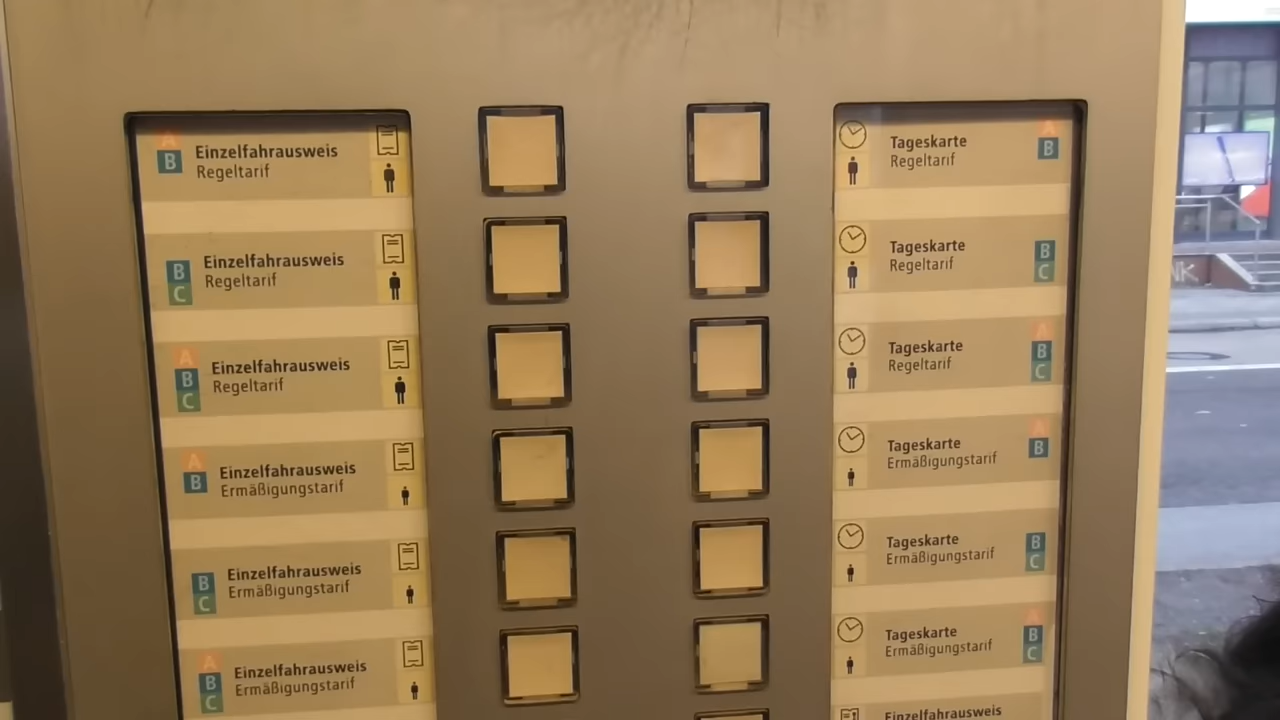 A
B
Einzelfahrausweis
Regeltarif
B
C
Einzelfahrausweis
Regeltarif
A
B
C
Einzelfahrausweis
Regeltarif
A
B
Einzelfahrausweis
Ermäßigungstarif
B
C
Einzelfahrausweis
Ermäßigungstarif
A
B
C
Einzelfahrausweis
Ermäßigungstarif
Tageskarte
Regeltarif
A
B
Tageskarte
Regeltarif
B
C
Tageskarte
Regeltarif
A
B
C
Tageskarte
Ermäßigungstarif
A
B
Tageskarte
Ermäßigungstarif
B
C
Tageskarte
Ermäßigungstarif
A
B
C
Einzelfahrausweis